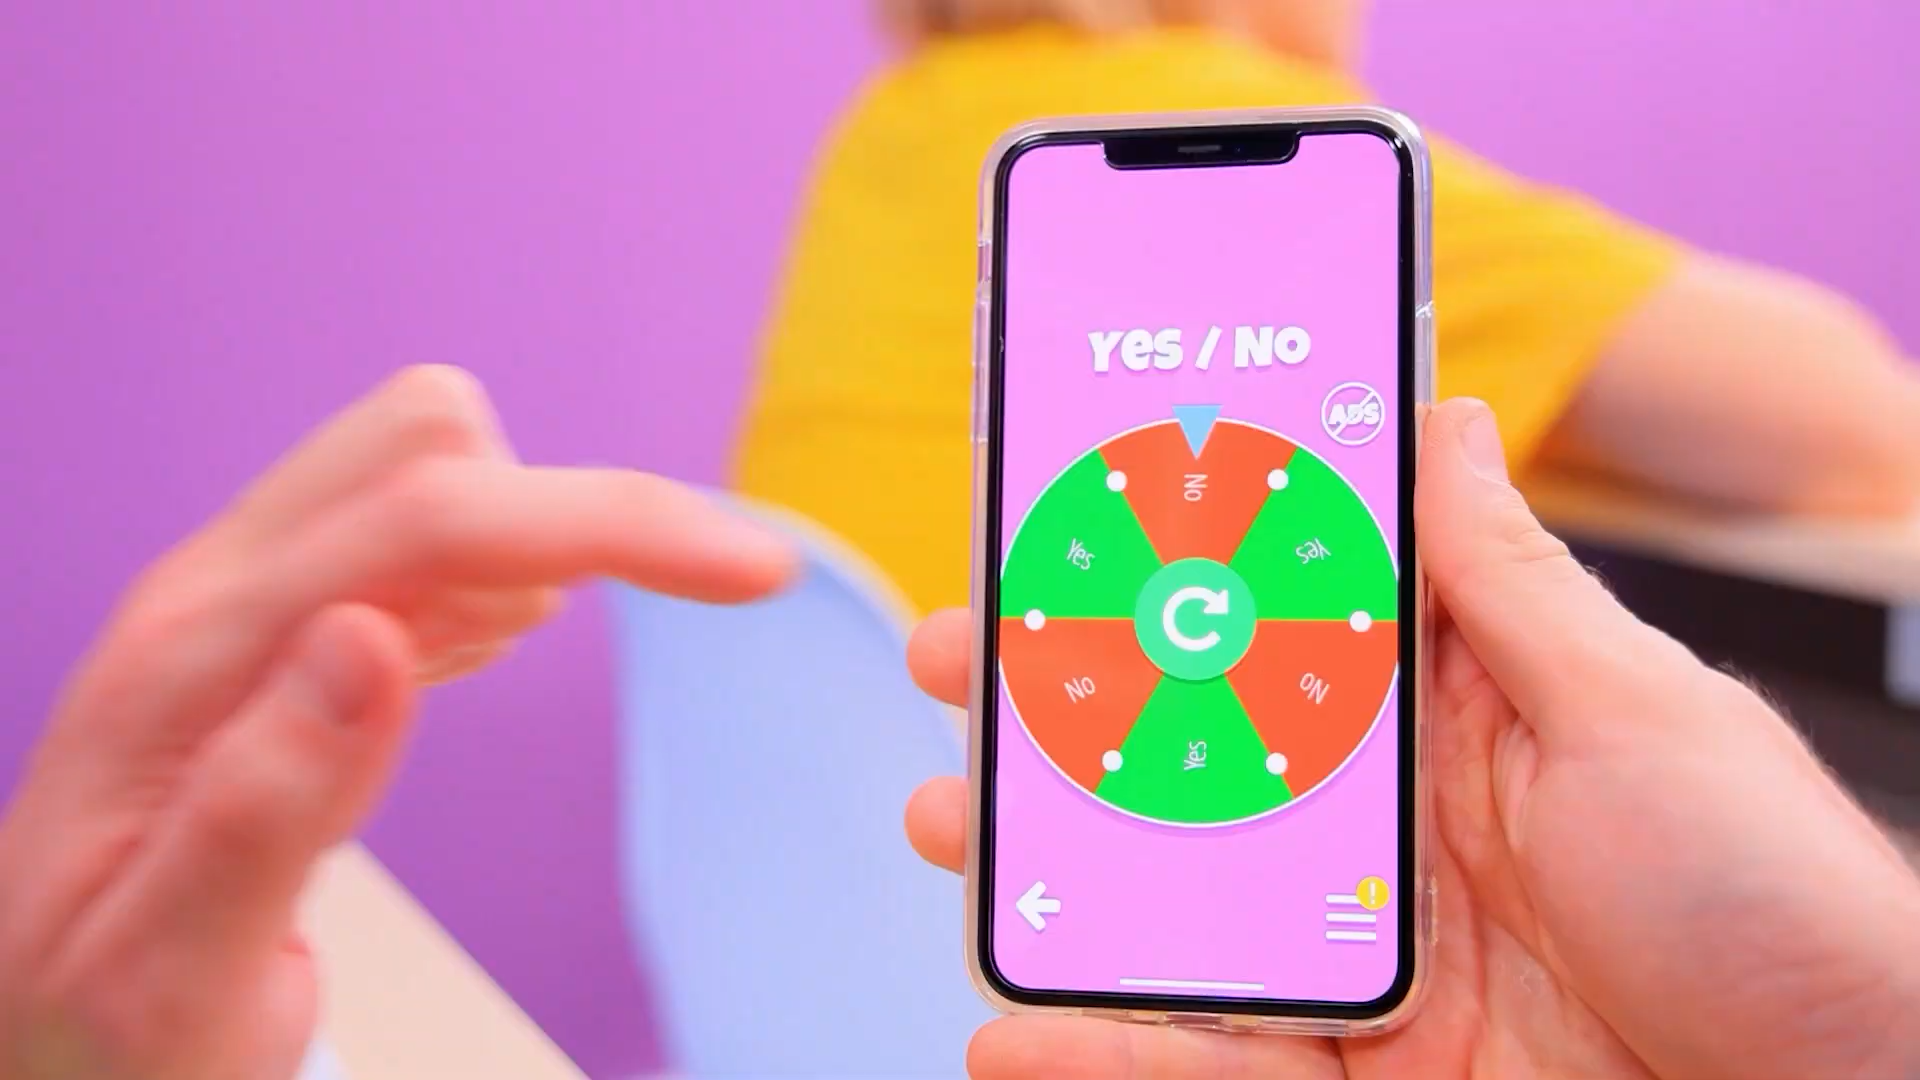 Yes / No
ADS
No
Yes
Yes
No
No
Yes
!